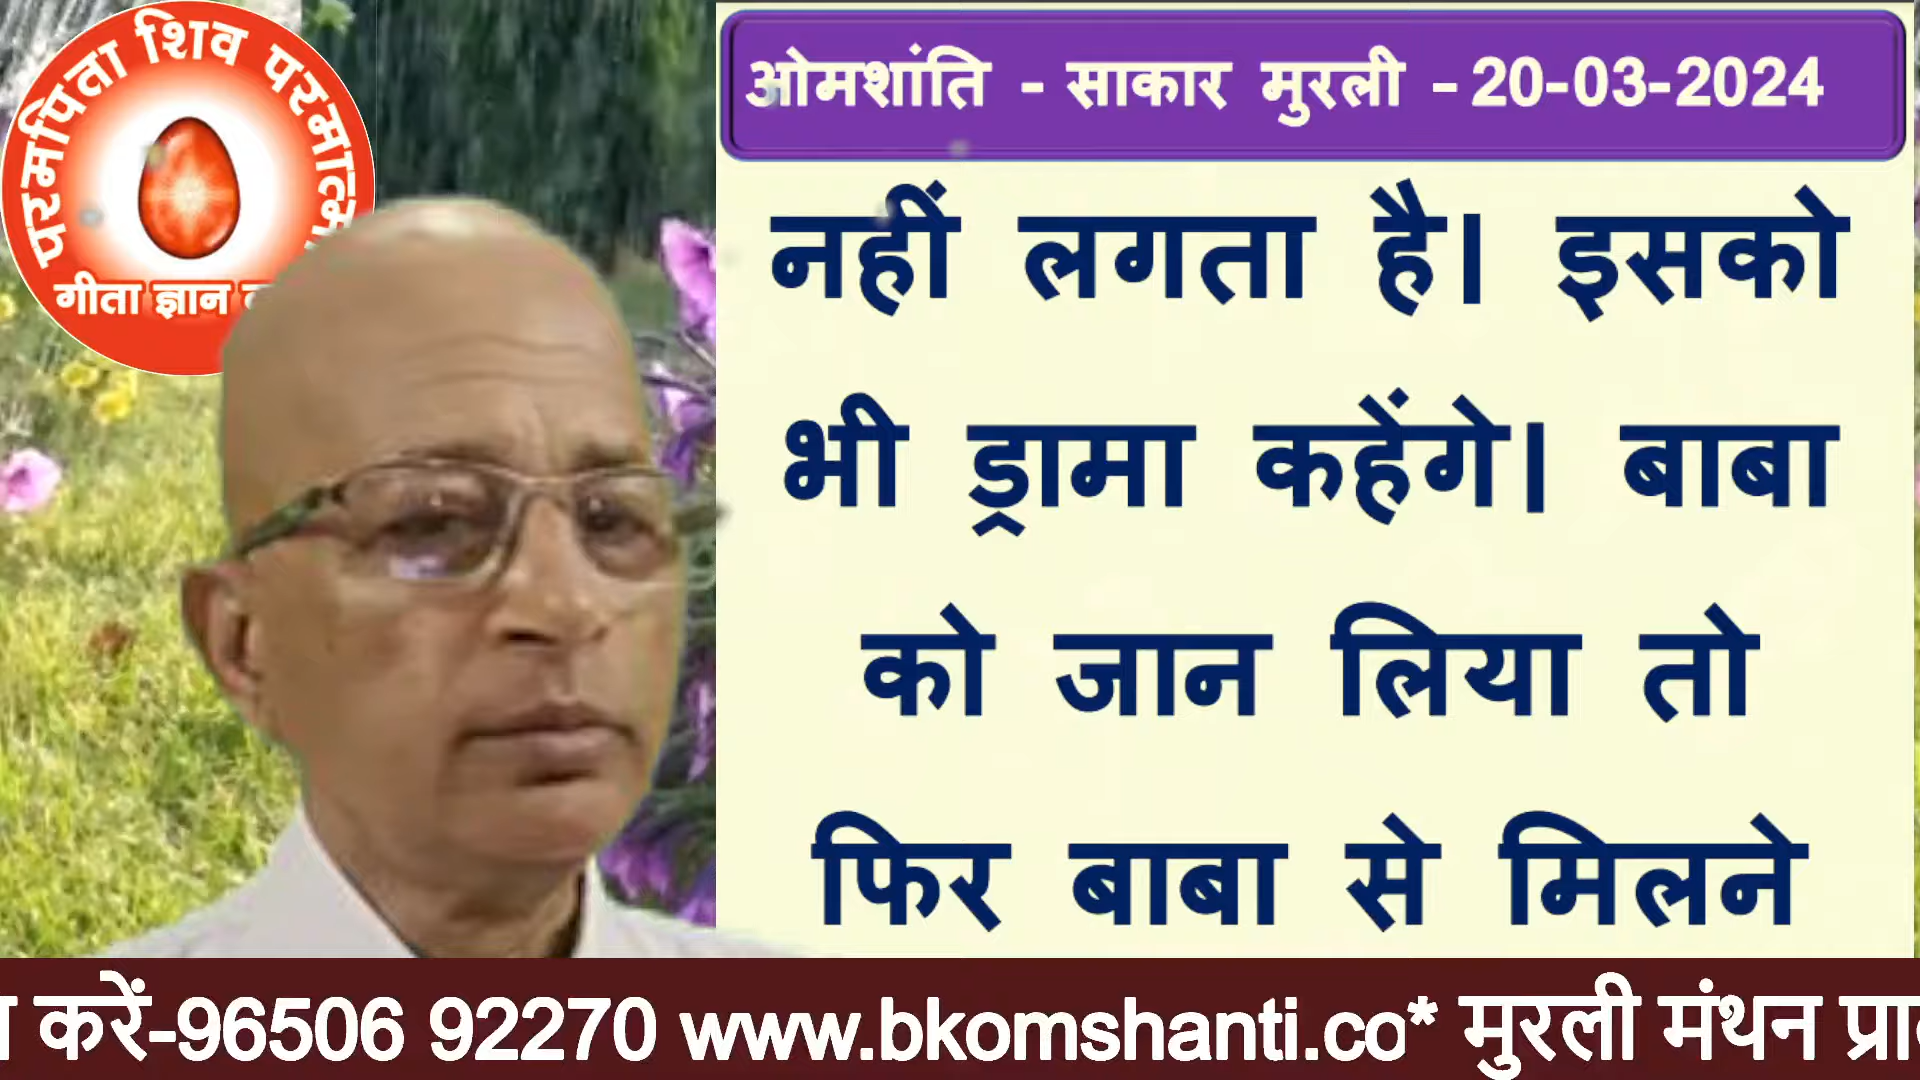 परमपिता शिव परमात्म
गीता ज्ञान
ओमशांति - साकार मुरली - 20-03-2024
नहीं लगता है। इसको
भी ड्रामा कहेंगे। बाबा
को जान लिया तो
फिर बाबा से मिलने
करें-96506 92270 www.bkomshanti.co* मुरली मंथन